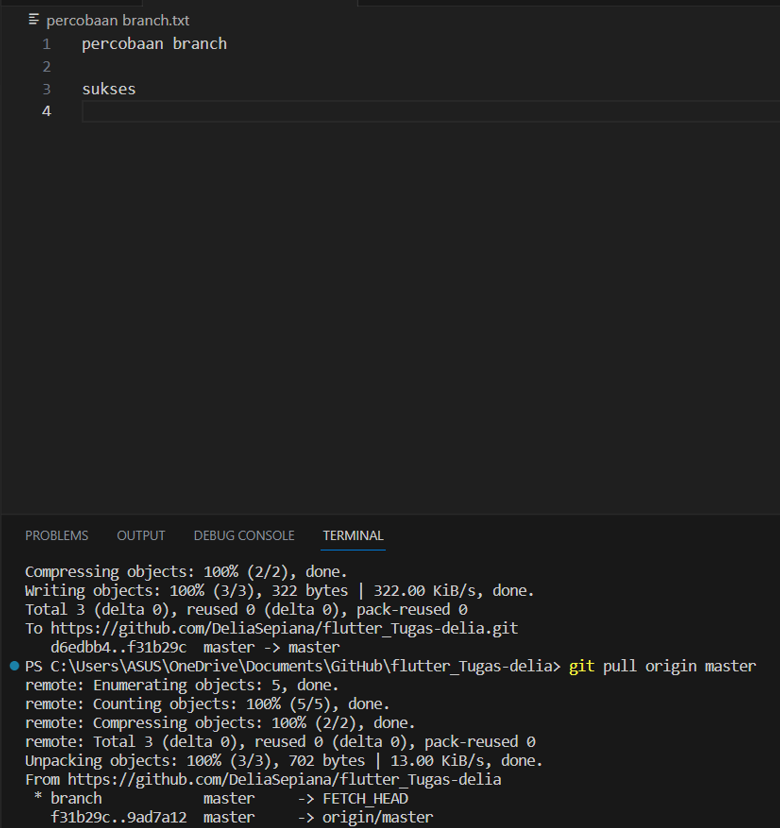 percobaan branch.txt
1 percobaan branch
2
3 sukses
4
PROBLEMS OUTPUT DEBUG CONSOLE TERMINAL
Compressing objects: 100% (2/2), done.
Writing objects: 100% (3/3), 322 bytes | 322.00 KiB/s, done.
Total 3 (delta 0), reused 0 (delta 0), pack-reused 0
To https://github.com/DeliaSepiana/flutter_Tugas-delia.git
   d6edbb4..f31b29c  master -> master
PS C:\Users\ASUS\OneDrive\Documents\GitHub\flutter_Tugas-delia> git pull origin master
remote: Enumerating objects: 5, done.
remote: Counting objects: 100% (5/5), done.
remote: Compressing objects: 100% (2/2), done.
remote: Total 3 (delta 0), reused 0 (delta 0), pack-reused 0
Unpacking objects: 100% (3/3), 702 bytes | 13.00 KiB/s, done.
From https://github.com/DeliaSepiana/flutter_Tugas-delia
 * branch            master     -> FETCH_HEAD
   f31b29c..9ad7a12  master     -> origin/master